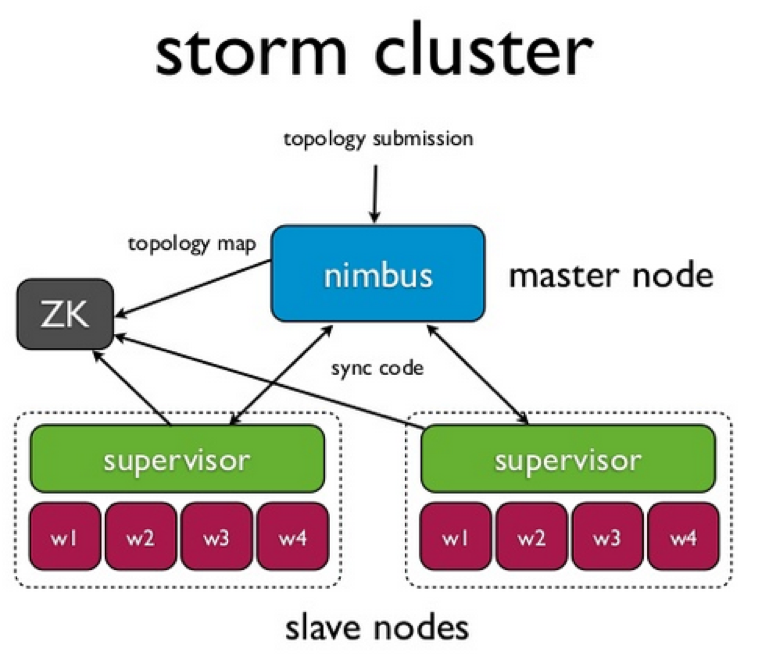 storm cluster
topology submission
topology map
nimbus
master node
ZK
sync code
supervisor
supervisor
w1 w2 w3 w4
w1 w2 w3 w4
slave nodes